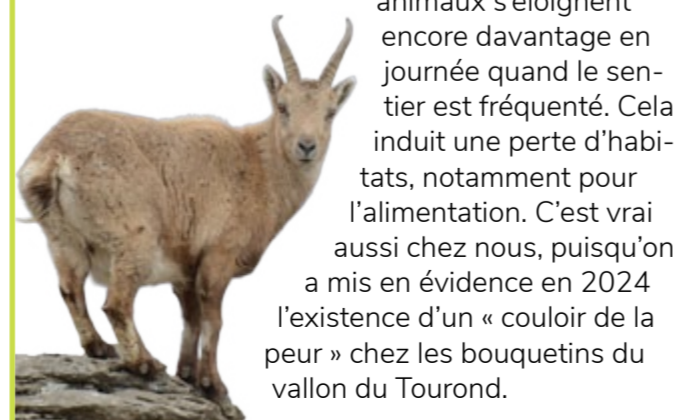 animaux s'éloignent
encore davantage en
journée quand le sen-
tier est fréquenté. Cela
induit une perte d'habi-
tats, notamment pour
l'alimentation. C'est vrai
aussi chez nous, puisqu'on
a mis en évidence en 2024
l'existence d'un « couloir de la
peur » chez les bouquetins du
vallon du Tourond.